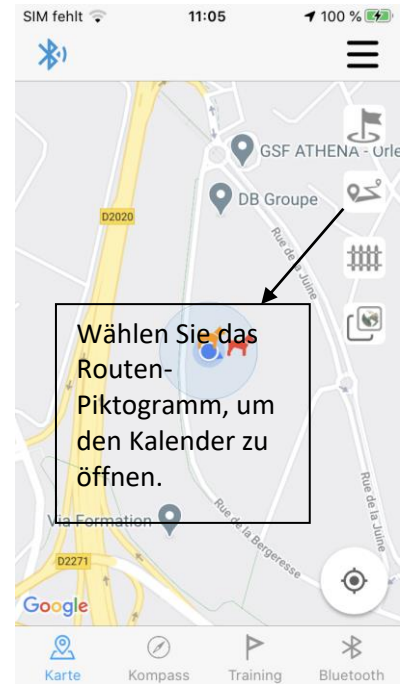 SIM fehlt
11:05
100 %
GSF ATHENA - Orle
DB Groupe
D2020
Rue de la Juine
Wählen Sie das
Routen-
Piktogramm, um
den Kalender zu
öffnen.
Rue de la Juine
Via Formation
Rue de la Bergeresse
D2271
Google
Karte
Kompass
Training
Bluetooth